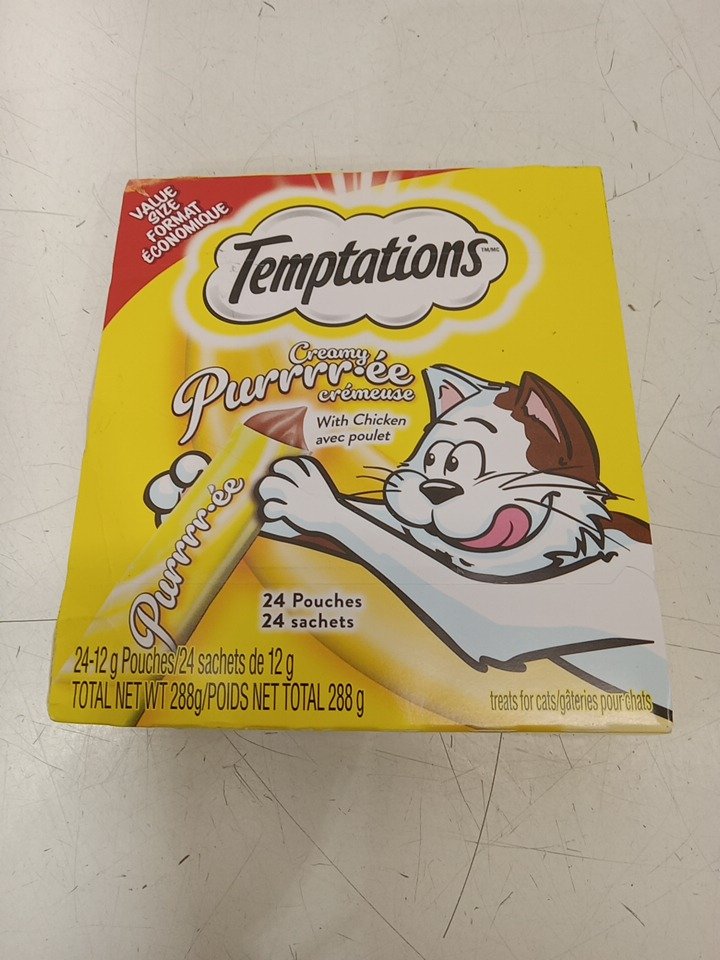 VALUE
SIZE
FORMAT
ÉCONOMIQUE
Temptations TM/MC
Creamy
Purrrr·ée
crémeuse
With Chicken
avec poulet
Purrrr·ée
24 Pouches
24 sachets
24-12 g Pouches/24 sachets de 12 g
TOTAL NET WT 288g/POIDS NET TOTAL 288 g
treats for cats/gâteries pour chats